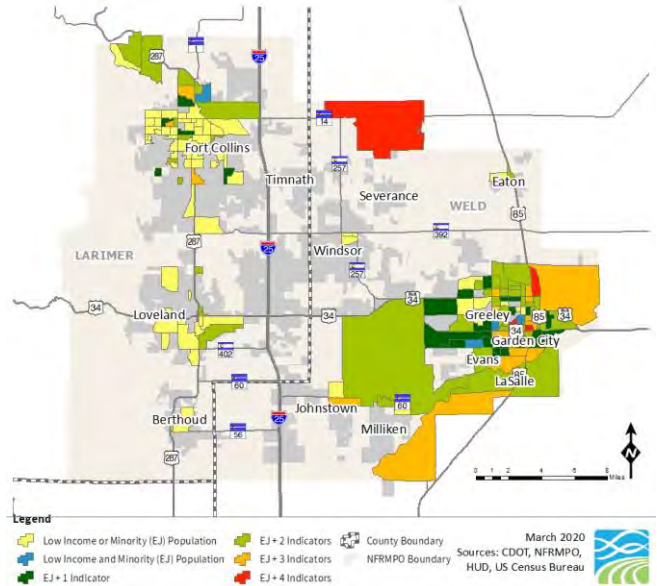 287
25
14
Fort Collins
Timnath
257
Severance
Eaton
WELD
85
392
LARIMER
287
25
Windsor
257
34
34
Loveland
34
Greeley
85
34
34
Garden City
402
Evans
85
LaSalle
60
60
Johnstown
Berthoud
25
Milliken
56
287
N
0 1 2 4 6 8
Miles
Legend
Low Income or Minority (EJ) Population
EJ + 2 Indicators
County Boundary
Low Income and Minority (EJ) Population
EJ + 3 Indicators
NFRMPO Boundary
EJ + 1 Indicator
EJ + 4 Indicators
March 2020
Sources: CDOT, NFRMPO,
HUD, US Census Bureau